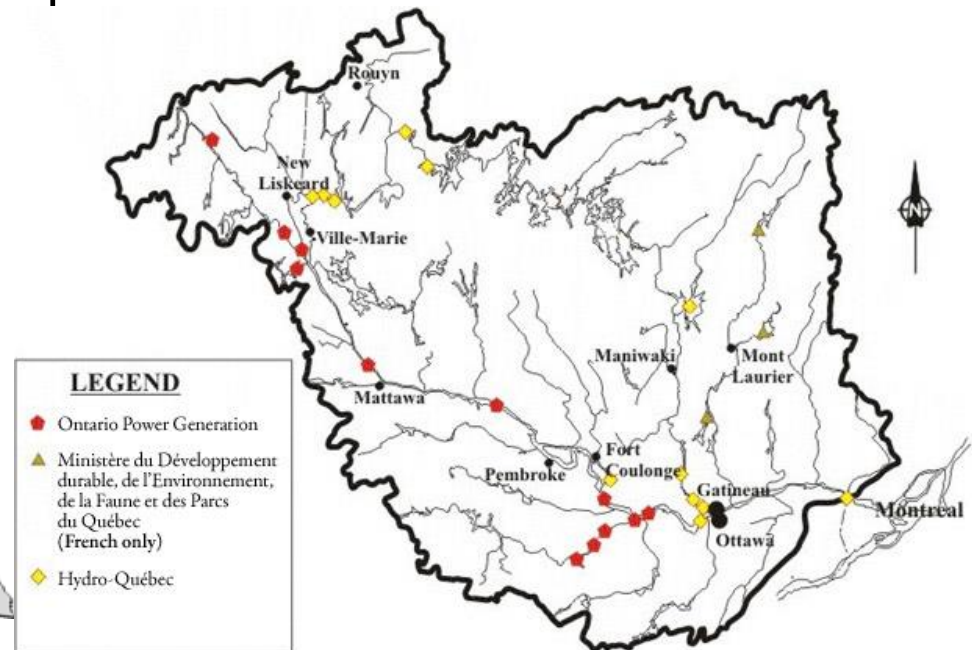 Rouyn
New
Liskeard
Ville-Marie
N
Maniwaki
Mont
Laurier
Mattawa
Fort
Coulonge
Pembroke
Gatineau
Montreal
Ottawa
LEGEND
Ontario Power Generation
Ministère du Développement
durable, de l'Environnement,
de la Faune et des Parcs
du Québec
(French only)
Hydro-Québec